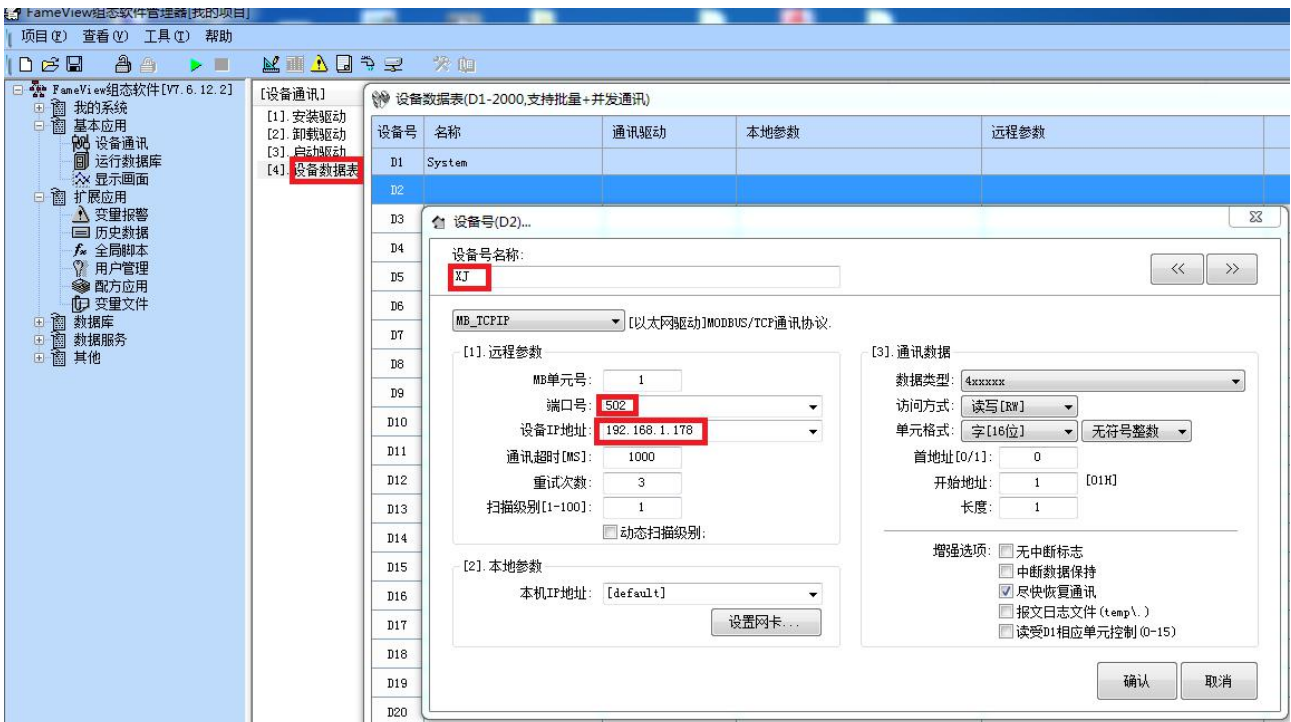 FameView组态软件管理器[我的项目]
项目(F) 查看(V) 工具(T) 帮助
FameView组态软件[V7.6.12.2]
我的系统
基本应用
设备通讯
运行数据库
显示画面
扩展应用
变量报警
历史数据
全局脚本
用户管理
配方应用
变量文件
数据库
数据服务
其他
[设备通讯]
[1].安装驱动
[2].卸载驱动
[3].启动驱动
[4].设备数据表
设备数据表(D1-2000,支持批量+并发通讯)
设备号 名称 通讯驱动 本地参数 远程参数
D1 System
D2
D3
D4
D5
D6
D7
D8
D9
D10
D11
D12
D13
D14
D15
D16
D17
D18
D19
D20
设备号(D2)...
设备号名称:
XJ
<< >>
MB_TCPIP [以太网驱动]MODBUS/TCP通讯协议.
[1].远程参数
MB单元号: 1
端口号: 502
设备IP地址: 192.168.1.178
通讯超时[MS]: 1000
重试次数: 3
扫描级别[1-100]: 1
动态扫描级别:
[2].本地参数
本机IP地址: [default]
设置网卡...
[3].通讯数据
数据类型: 4xxxxx
访问方式: 读写[RW]
单元格式: 字[16位] 无符号整数
首地址[0/1]: 0
开始地址: 1 [01H]
长度: 1
增强选项: 无中断标志
中断数据保持
尽快恢复通讯
报文日志文件(temp\.)
读受D1相应单元控制(0-15)
确认 取消